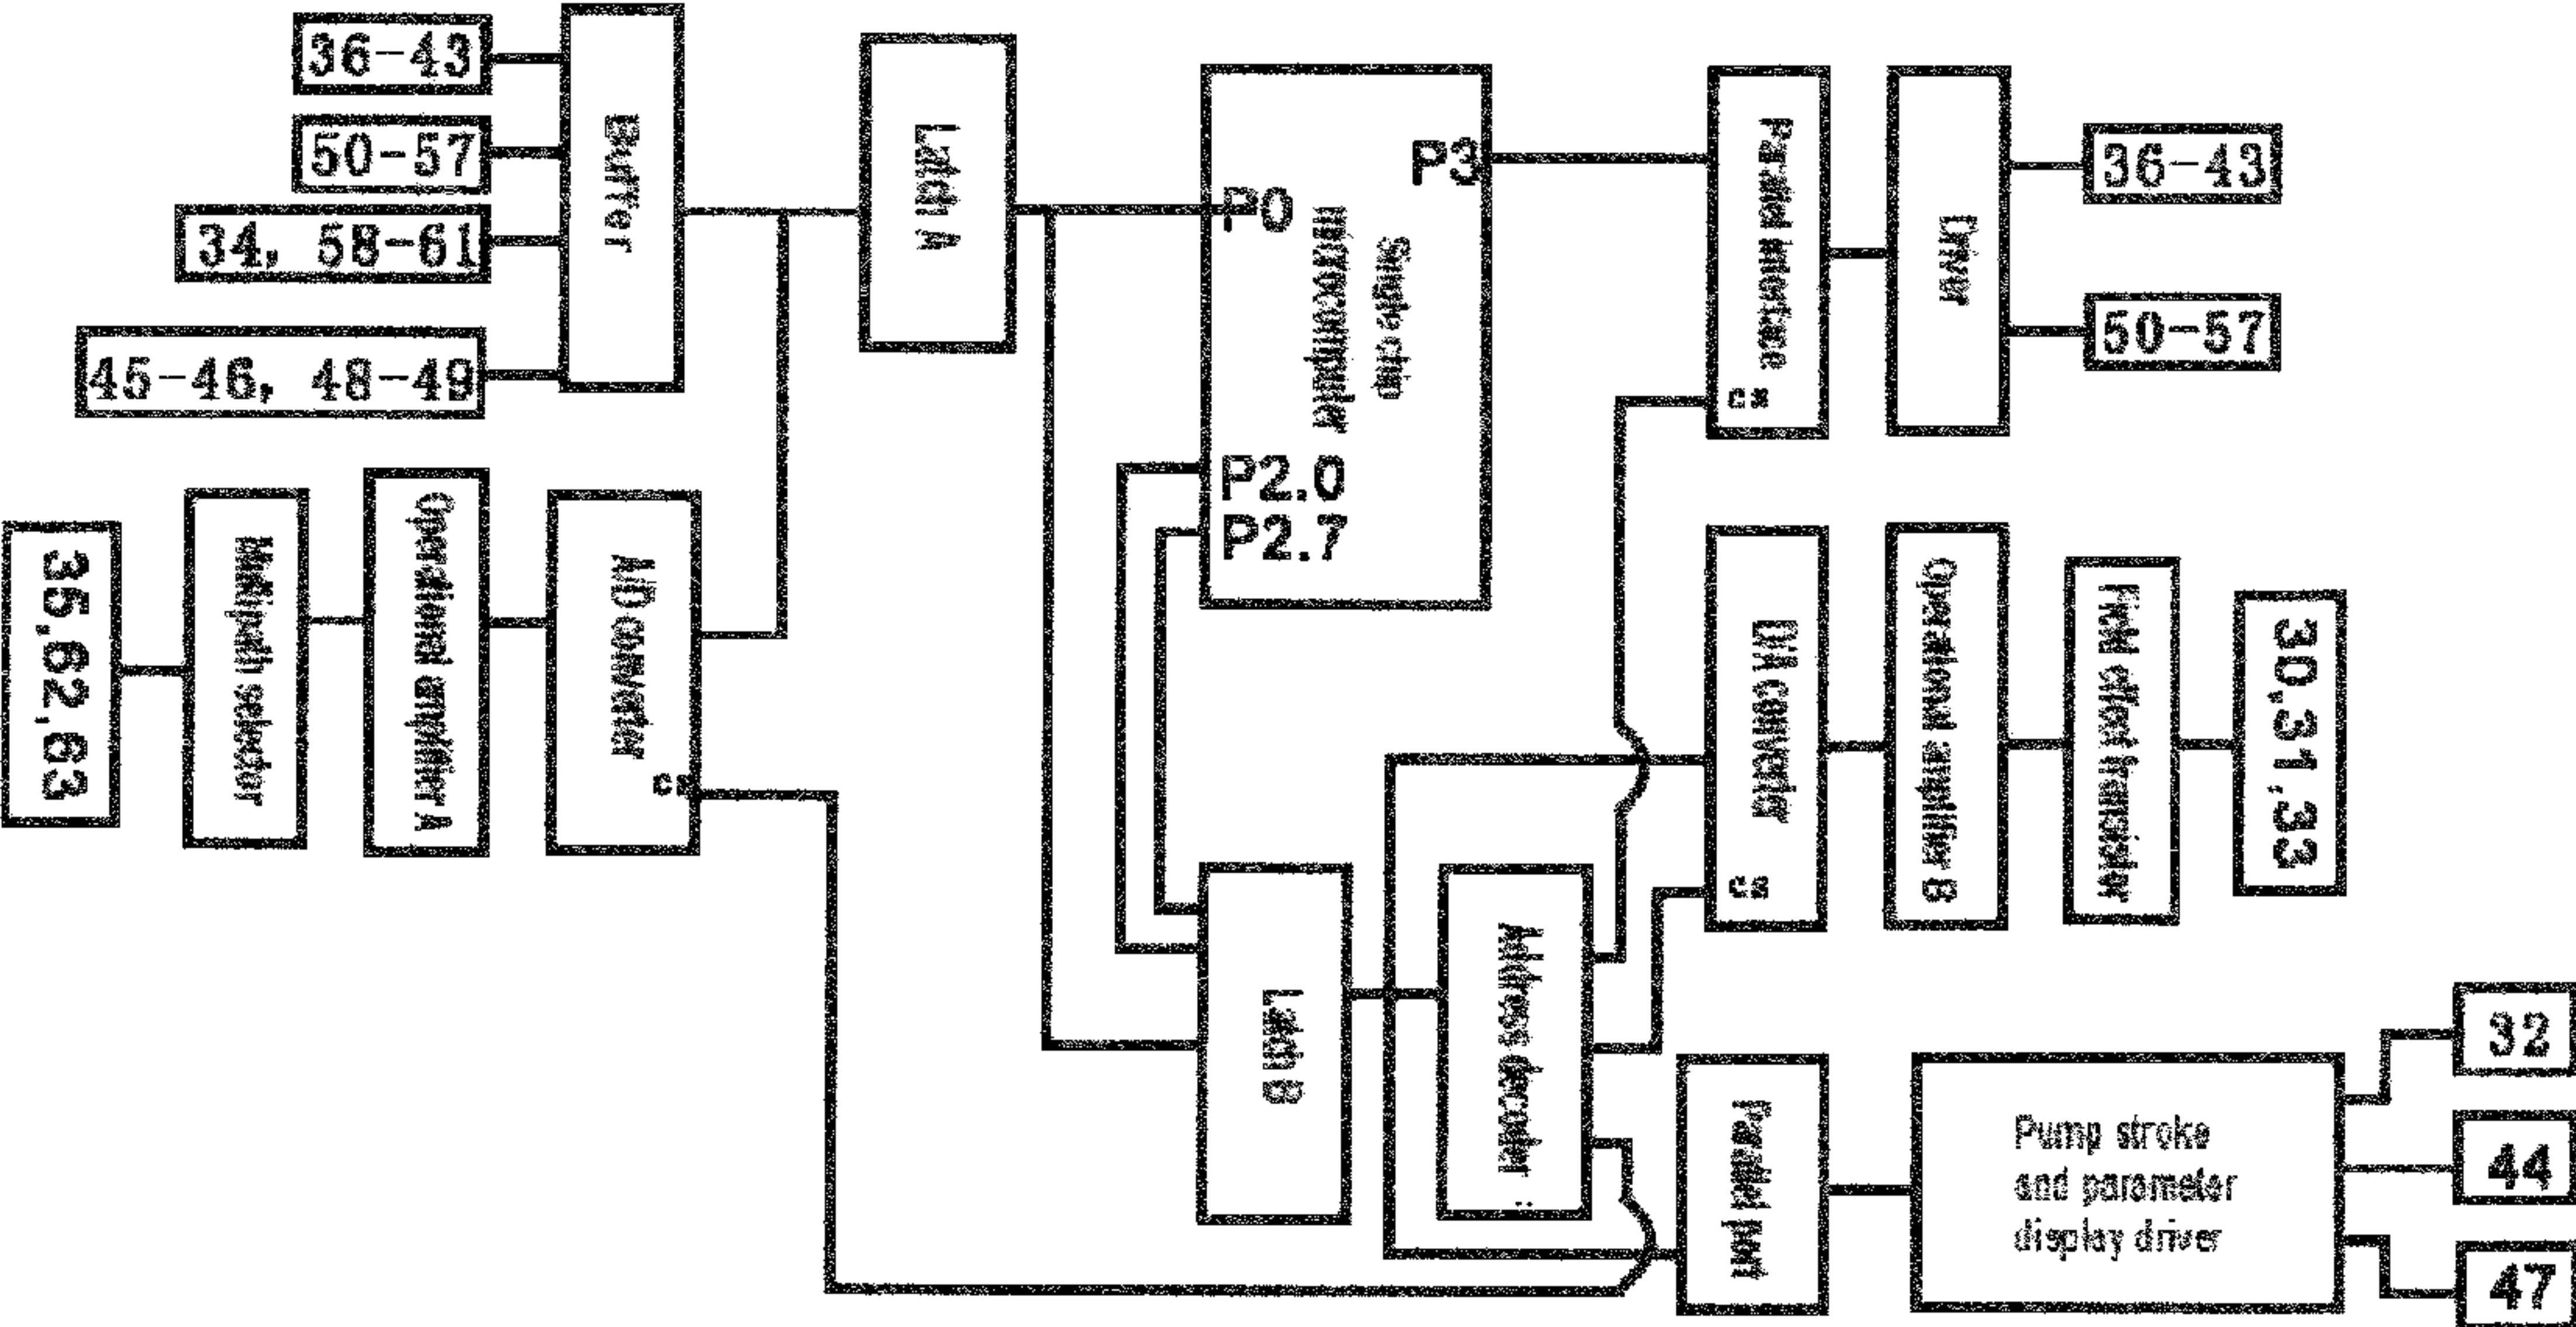 36-43
50-57
34, 58-61
45-46, 48-49
Buffer
Latch A
P0
P3
Single chip
microcomputer
P2.0
P2.7
Parallel interface
cs
Driver
36-43
50-57
35,62,63
Multipath selector
Operational amplifier A
A/D converter
cs
D/A converter
cs
Operational amplifier B
Field effect transistor
30,31,33
Latch B
Address decoder
Parallel port
Pump stroke
and parameter
display driver
32
44
47